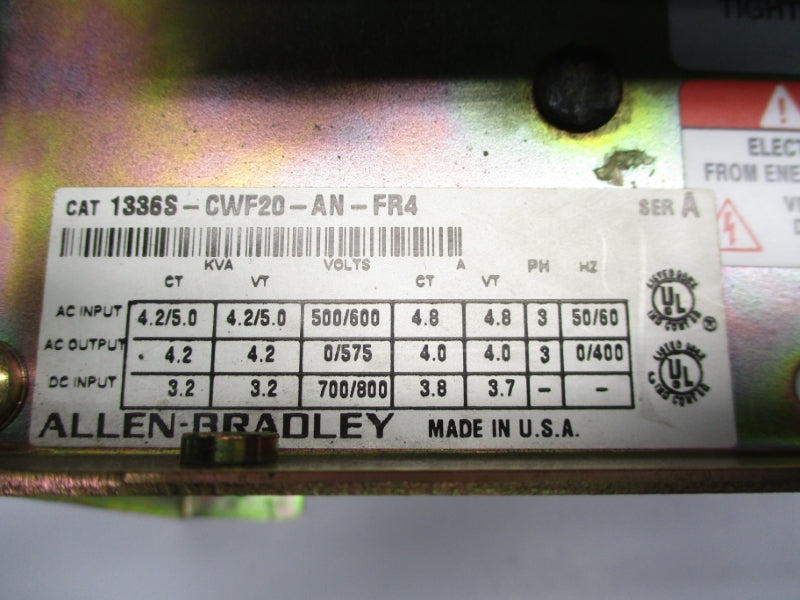 TIGHT
ELECT
FROM ENE
CAT 1336S-CWF20-AN-FR4 SER A
KVA VOLTS A PH HZ
CT VT CT VT
AC INPUT 4.2/5.0 4.2/5.0 500/600 4.8 4.8 3 50/60
AC OUTPUT 4.2 4.2 0/575 4.0 4.0 3 0/400
DC INPUT 3.2 3.2 700/800 3.8 3.7 - -
UL ®
UL
ALLEN-BRADLEY MADE IN U.S.A.